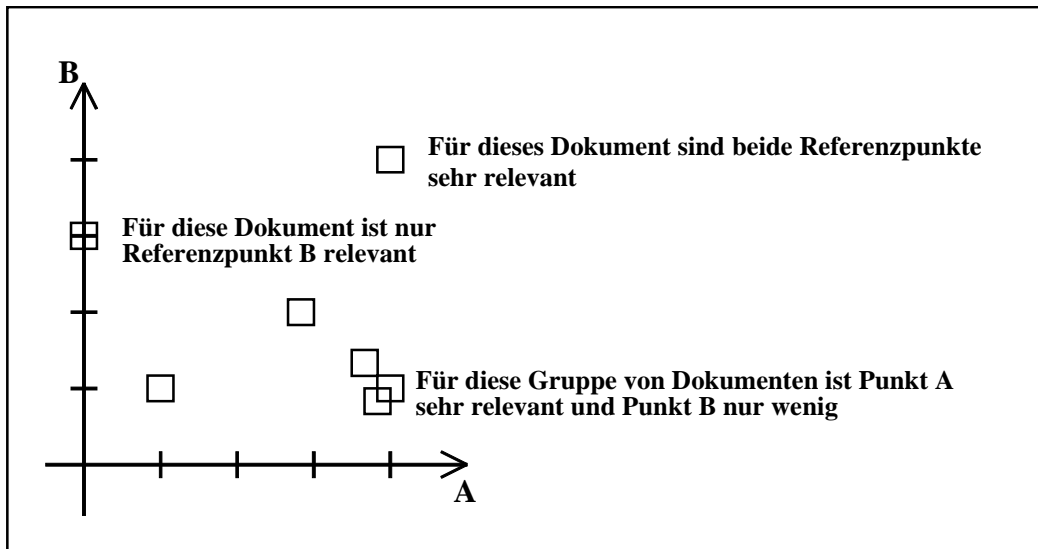 B
Für dieses Dokument sind beide Referenzpunkte
sehr relevant
Für diese Dokument ist nur
Referenzpunkt B relevant
Für diese Gruppe von Dokumenten ist Punkt A
sehr relevant und Punkt B nur wenig
A